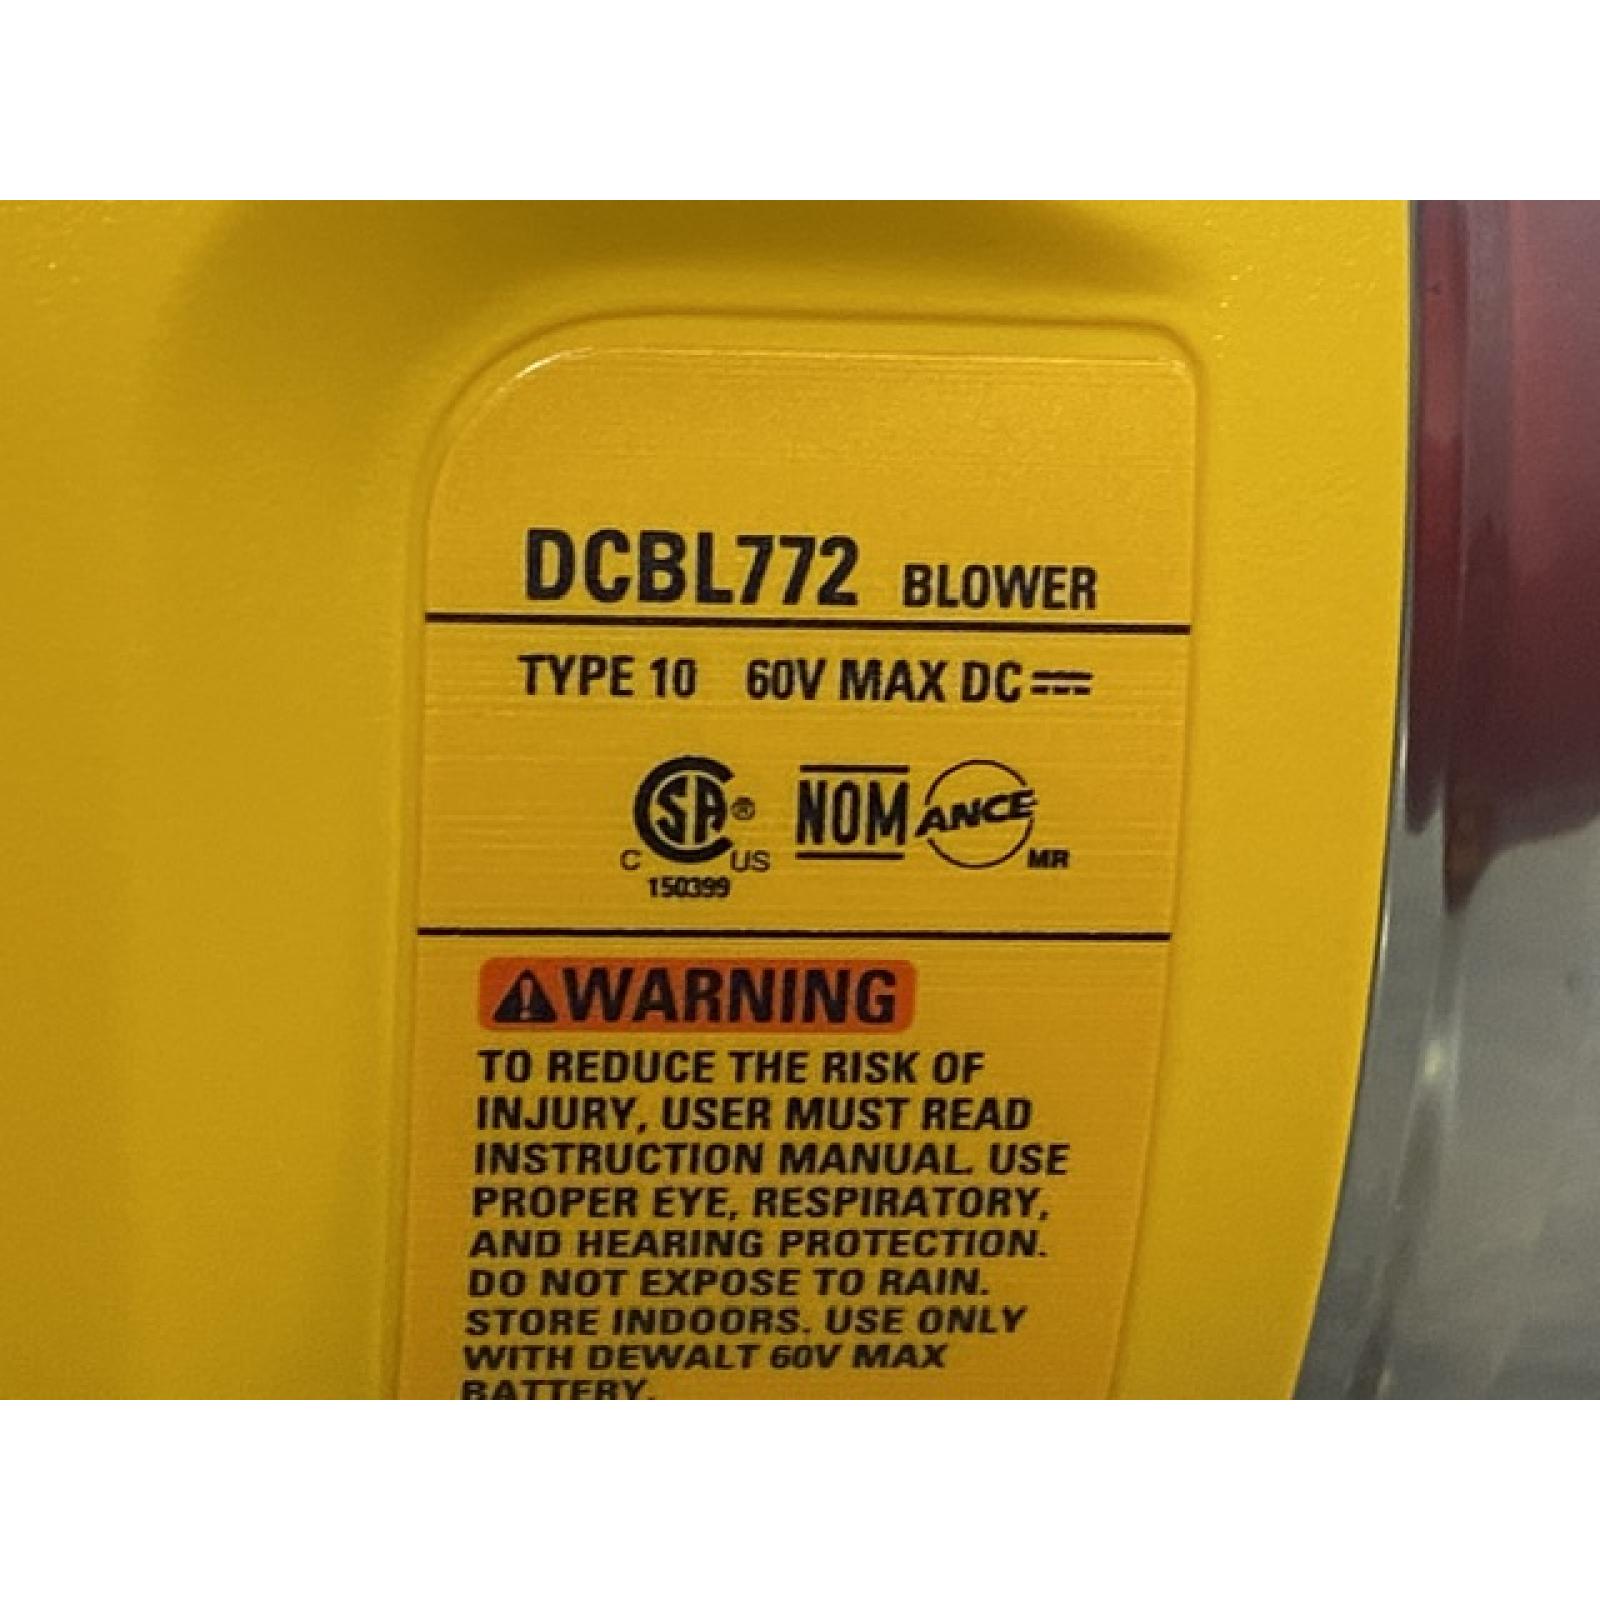 DCBL772 BLOWER
TYPE 10 60V MAX DC
CSA® NOM ANCE
C US MR
150399
WARNING
TO REDUCE THE RISK OF
INJURY, USER MUST READ
INSTRUCTION MANUAL. USE
PROPER EYE, RESPIRATORY,
AND HEARING PROTECTION.
DO NOT EXPOSE TO RAIN.
STORE INDOORS. USE ONLY
WITH DEWALT 60V MAX
BATTERY.